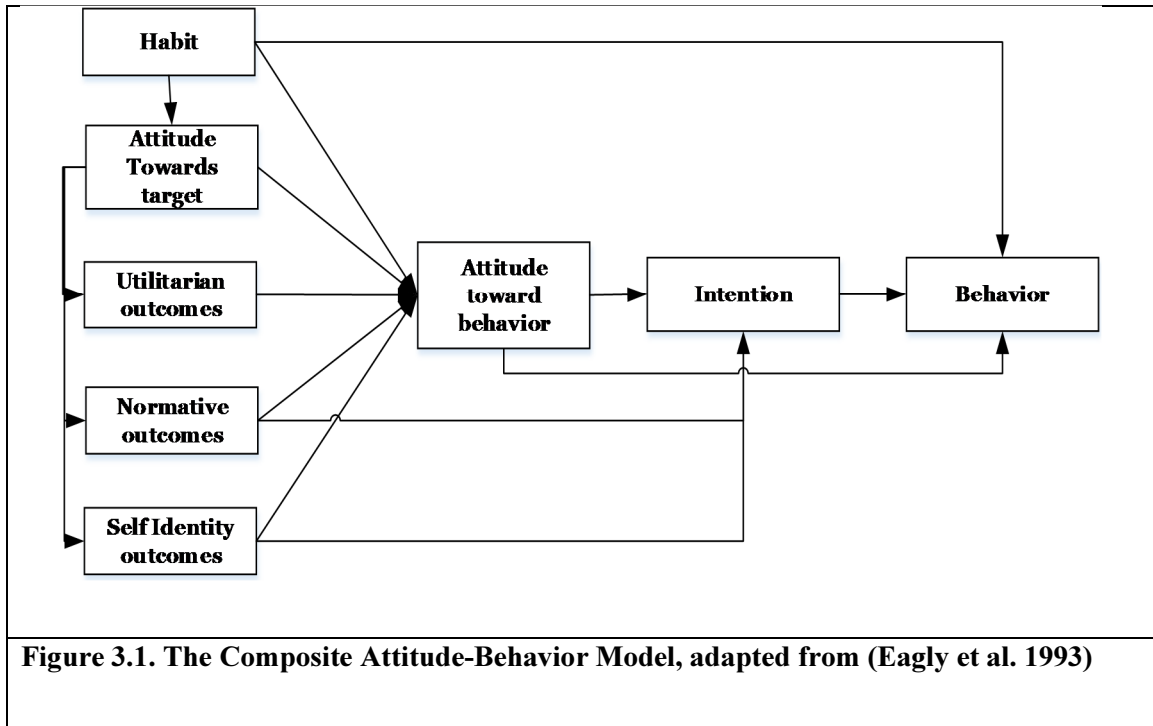 Habit
Attitude
Towards
target
Utilitarian
outcomes
Normative
outcomes
Self Identity
outcomes
Attitude
toward
behavior
Intention
Behavior
Figure 3.1. The Composite Attitude-Behavior Model, adapted from (Eagly et al. 1993)